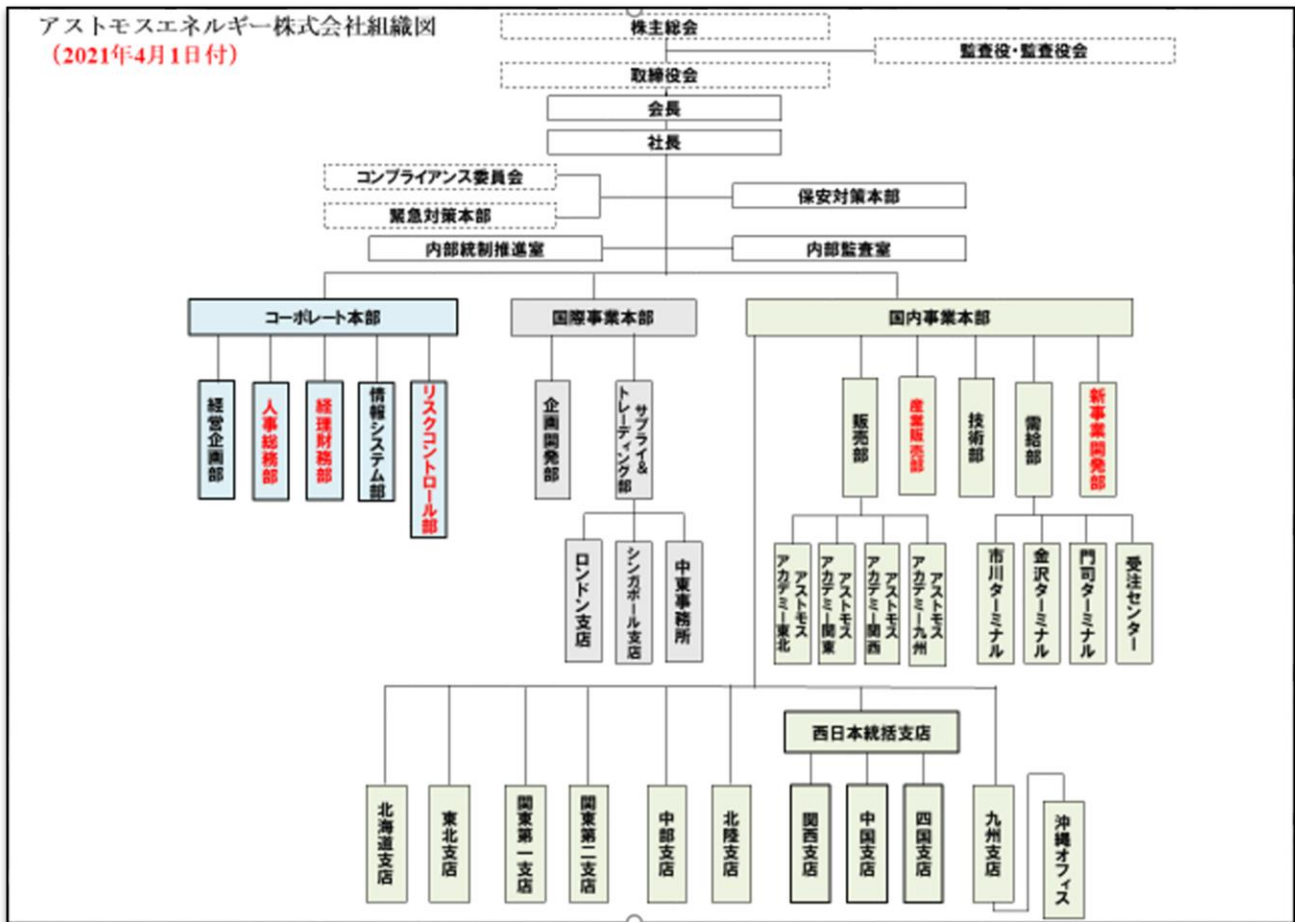 アストモスエネルギー株式会社組織図
（2021年4月1日付）
株主総会
監査役・監査役会
取締役会
会長
社長
コンプライアンス委員会
緊急対策本部
保安対策本部
内部統制推進室
内部監査室
コーポレート本部
国際事業本部
国内事業本部
経営企画部
人事総務部
経理財務部
情報システム部
リスクコントロール部
企画開発部
サプライ&
トレーディング部
販売部
産業販売部
技術部
需給部
新事業開発部
ロンドン支店
シンガポール支店
中東事務所
アストモス
アカデミー東北
アストモス
アカデミー関東
アストモス
アカデミー関西
アストモス
アカデミー九州
市川ターミナル
金沢ターミナル
門司ターミナル
受注センター
西日本統括支店
北海道支店
東北支店
関東第一支店
関東第二支店
中部支店
北陸支店
関西支店
中国支店
四国支店
九州支店
沖縄オフィス